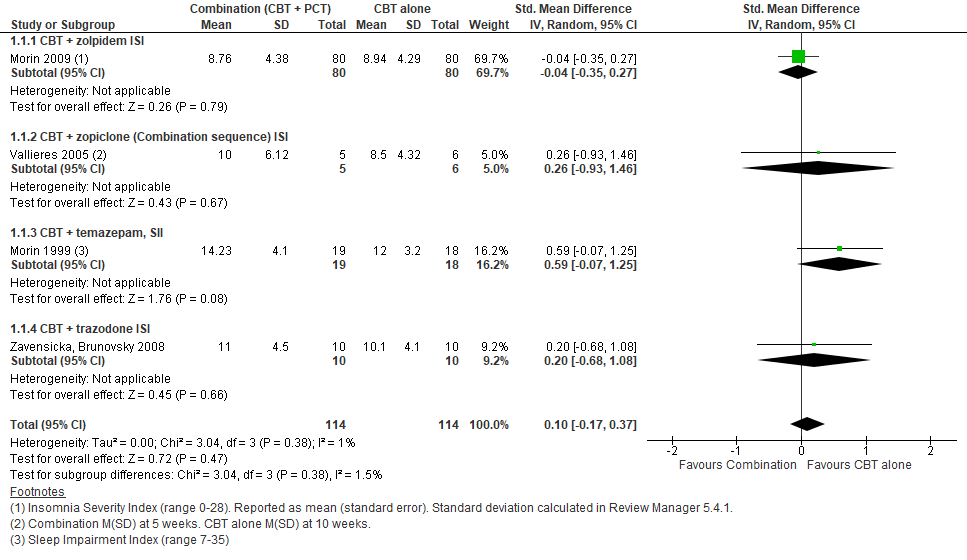 Combination (CBT + PCT) CBT alone Std. Mean Difference Std. Mean Difference
Study or Subgroup Mean SD Total Mean SD Total Weight IV, Random, 95% CI IV, Random, 95% CI
1.1.1 CBT + zolpidem ISI
Morin 2009 (1) 8.76 4.38 80 8.94 4.29 80 69.7% -0.04 [-0.35, 0.27]
Subtotal (95% CI) 80 80 69.7% -0.04 [-0.35, 0.27]
Heterogeneity: Not applicable
Test for overall effect: Z = 0.26 (P = 0.79)
1.1.2 CBT + zopiclone (Combination sequence) ISI
Vallieres 2005 (2) 10 6.12 5 8.5 4.32 6 5.0% 0.26 [-0.93, 1.46]
Subtotal (95% CI) 5 6 5.0% 0.26 [-0.93, 1.46]
Heterogeneity: Not applicable
Test for overall effect: Z = 0.43 (P = 0.67)
1.1.3 CBT + temazepam, SII
Morin 1999 (3) 14.23 4.1 19 12 3.2 18 16.2% 0.59 [-0.07, 1.25]
Subtotal (95% CI) 19 18 16.2% 0.59 [-0.07, 1.25]
Heterogeneity: Not applicable
Test for overall effect: Z = 1.76 (P = 0.08)
1.1.4 CBT + trazodone ISI
Zavensicka, Brunovsky 2008 11 4.5 10 10.1 4.1 10 9.2% 0.20 [-0.68, 1.08]
Subtotal (95% CI) 10 10 9.2% 0.20 [-0.68, 1.08]
Heterogeneity: Not applicable
Test for overall effect: Z = 0.45 (P = 0.66)
Total (95% CI) 114 114 100.0% 0.10 [-0.17, 0.37]
Heterogeneity: Tau² = 0.00; Chi² = 3.04, df = 3 (P = 0.38); I² = 1%
Test for overall effect: Z = 0.72 (P = 0.47)
Test for subgroup differences: Chi² = 3.04, df = 3 (P = 0.38), I² = 1.5%
-2 -1 0 1 2
Favours Combination Favours CBT alone
Footnotes
(1) Insomnia Severity Index (range 0-28). Reported as mean (standard error). Standard deviation calculated in Review Manager 5.4.1.
(2) Combination M(SD) at 5 weeks. CBT alone M(SD) at 10 weeks.
(3) Sleep Impairment Index (range 7-35)